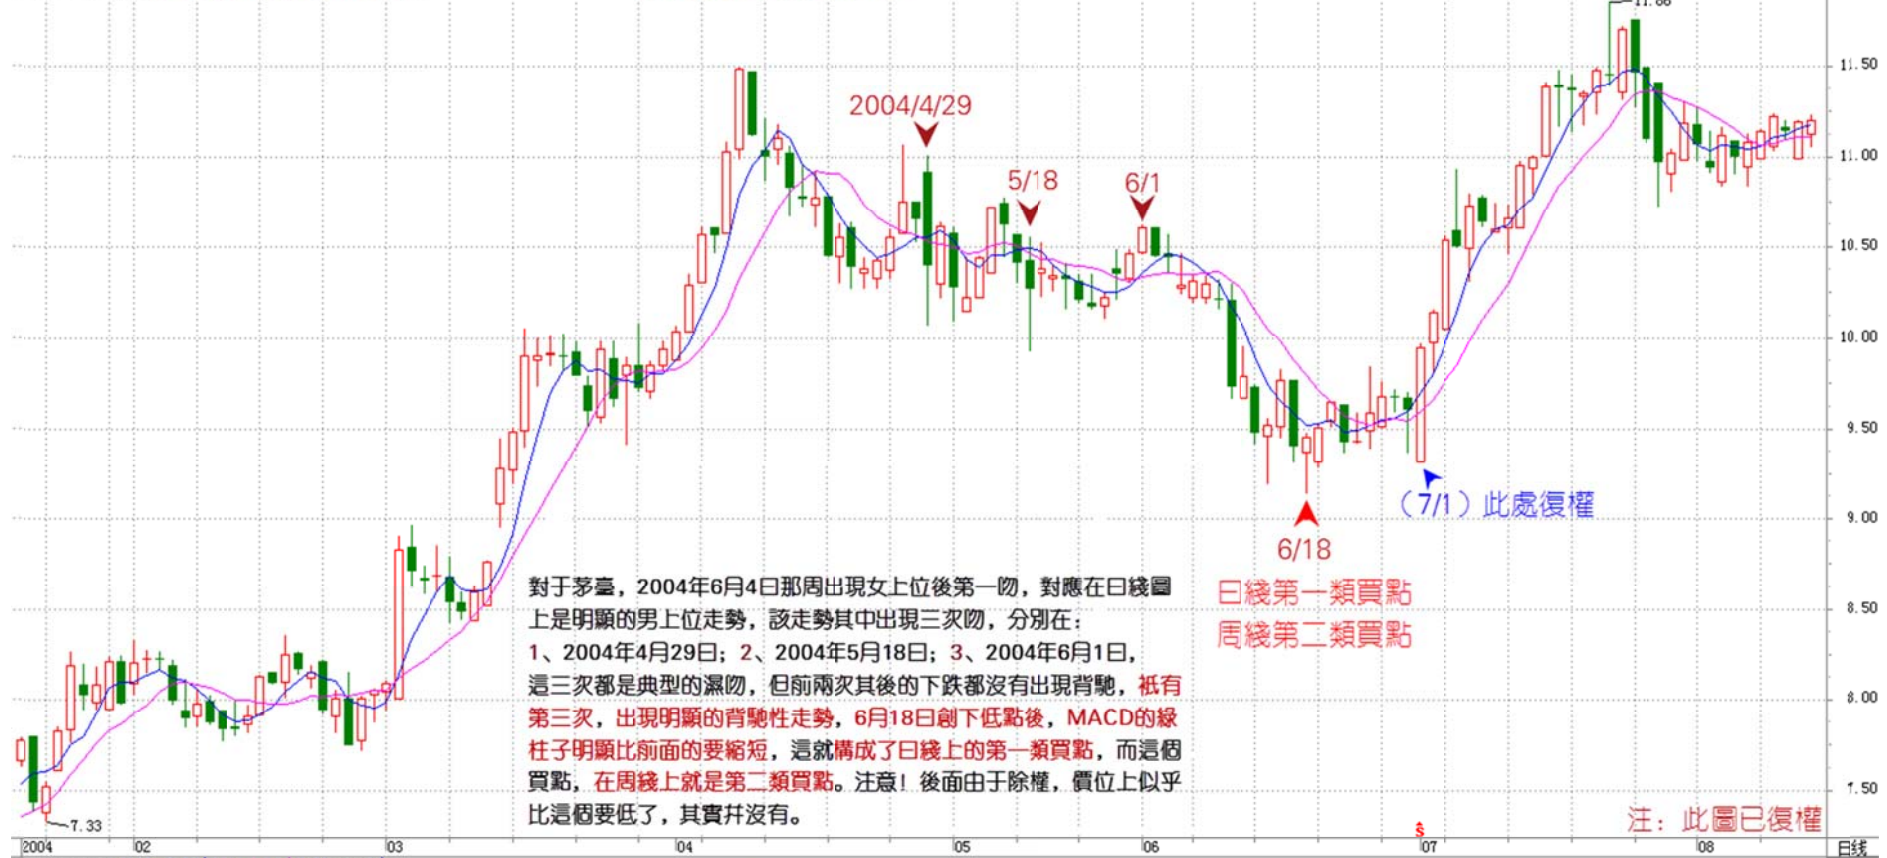 11.86
11.50
2004/4/29
11.00
5/18
6/1
10.50
10.00
9.50
（7/1）此處復權
9.00
6/18
日綫第一類買點
周綫第二類買點
對于茅臺，2004年6月4日那周出現女上位後第一吻，對應在日綫圖
上是明顯的男上位走勢，該走勢其中出現三次吻，分別在：
1、2004年4月29日；2、2004年5月18日；3、2004年6月1日，
這三次都是典型的濕吻，但前兩次其後的下跌都沒有出現背馳，衹有
第三次，出現明顯的背馳性走勢，6月18日創下低點後，MACD的綠
柱子明顯比前面的要縮短，這就構成了日綫上的第一類買點，而這個
買點，在周綫上就是第二類買點。注意！後面由于除權，價位上似乎
比這個要低了，其實幷沒有。
8.50
8.00
7.50
7.33
注：此圖已復權
S
2004 02 03 04 05 06 07 08 日线